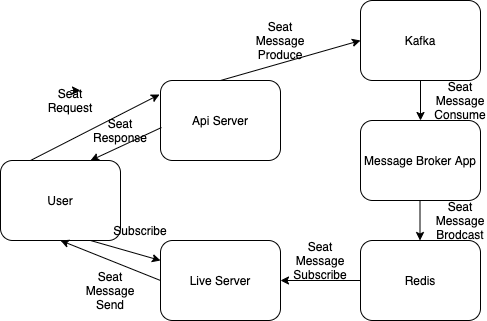 Seat
Message
Produce
Kafka
Seat
Request
Seat
Response
Api Server
Seat
Message
Consume
Message Broker App
User
Subscribe
Seat
Message
Brodcast
Seat
Message
Send
Live Server
Seat
Message
Subscribe
Redis